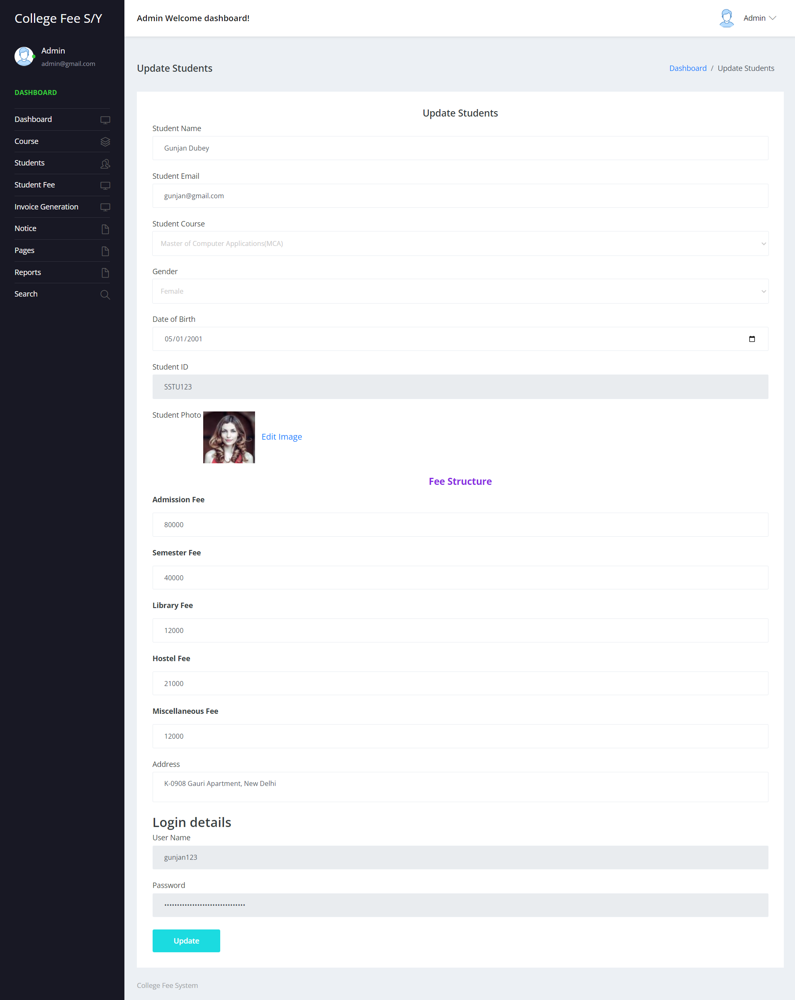 College Fee S/Y
Admin Welcome dashboard!
Admin
Admin
admin@gmail.com
DASHBOARD
Dashboard
Course
Students
Student Fee
Invoice Generation
Notice
Pages
Reports
Search
Update Students
Dashboard / Update Students
Update Students
Student Name
Gunjan Dubey
Student Email
gunjan@gmail.com
Student Course
Master of Computer Applications(MCA)
Gender
Female
Date of Birth
05/01/2001
Student ID
SSTU123
Student Photo
Edit Image
Fee Structure
Admission Fee
80000
Semester Fee
40000
Library Fee
12000
Hostel Fee
21000
Miscellaneous Fee
12000
Address
K-0908 Gauri Apartment, New Delhi
Login details
User Name
gunjan123
Password
••••••••••••••••••••••••••••••••
Update
College Fee System